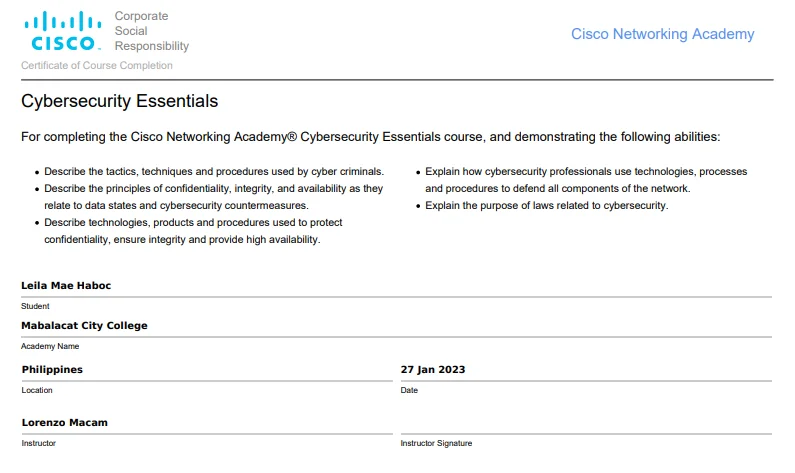 Corporate
Social
Responsibility
CISCO™
Cisco Networking Academy
Certificate of Course Completion
Cybersecurity Essentials
For completing the Cisco Networking Academy® Cybersecurity Essentials course, and demonstrating the following abilities:
• Describe the tactics, techniques and procedures used by cyber criminals.
• Describe the principles of confidentiality, integrity, and availability as they
relate to data states and cybersecurity countermeasures.
• Describe technologies, products and procedures used to protect
confidentiality, ensure integrity and provide high availability.
• Explain how cybersecurity professionals use technologies, processes
and procedures to defend all components of the network.
• Explain the purpose of laws related to cybersecurity.
Leila Mae Haboc
Student
Mabalacat City College
Academy Name
Philippines
Location
27 Jan 2023
Date
Lorenzo Macam
Instructor
Instructor Signature